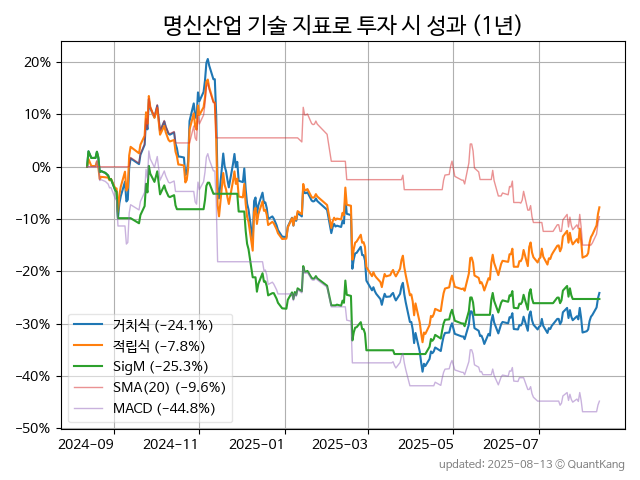 명신산업 기술 지표로 투자 시 성과 (1년)
20%
10%
0%
−10%
−20%
−30%
−40%
−50%
거치식 (−24.1%)
적립식 (−7.8%)
SigM (−25.3%)
SMA(20) (−9.6%)
MACD (−44.8%)
2024-09
2024-11
2025-01
2025-03
2025-05
2025-07
updated: 2025-08-13 © QuantKang